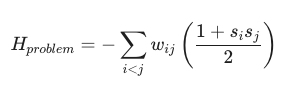 $H_{problem} = -\sum_{i<j} w_{ij} \left( \frac{1 + s_i s_j}{2} \right)$